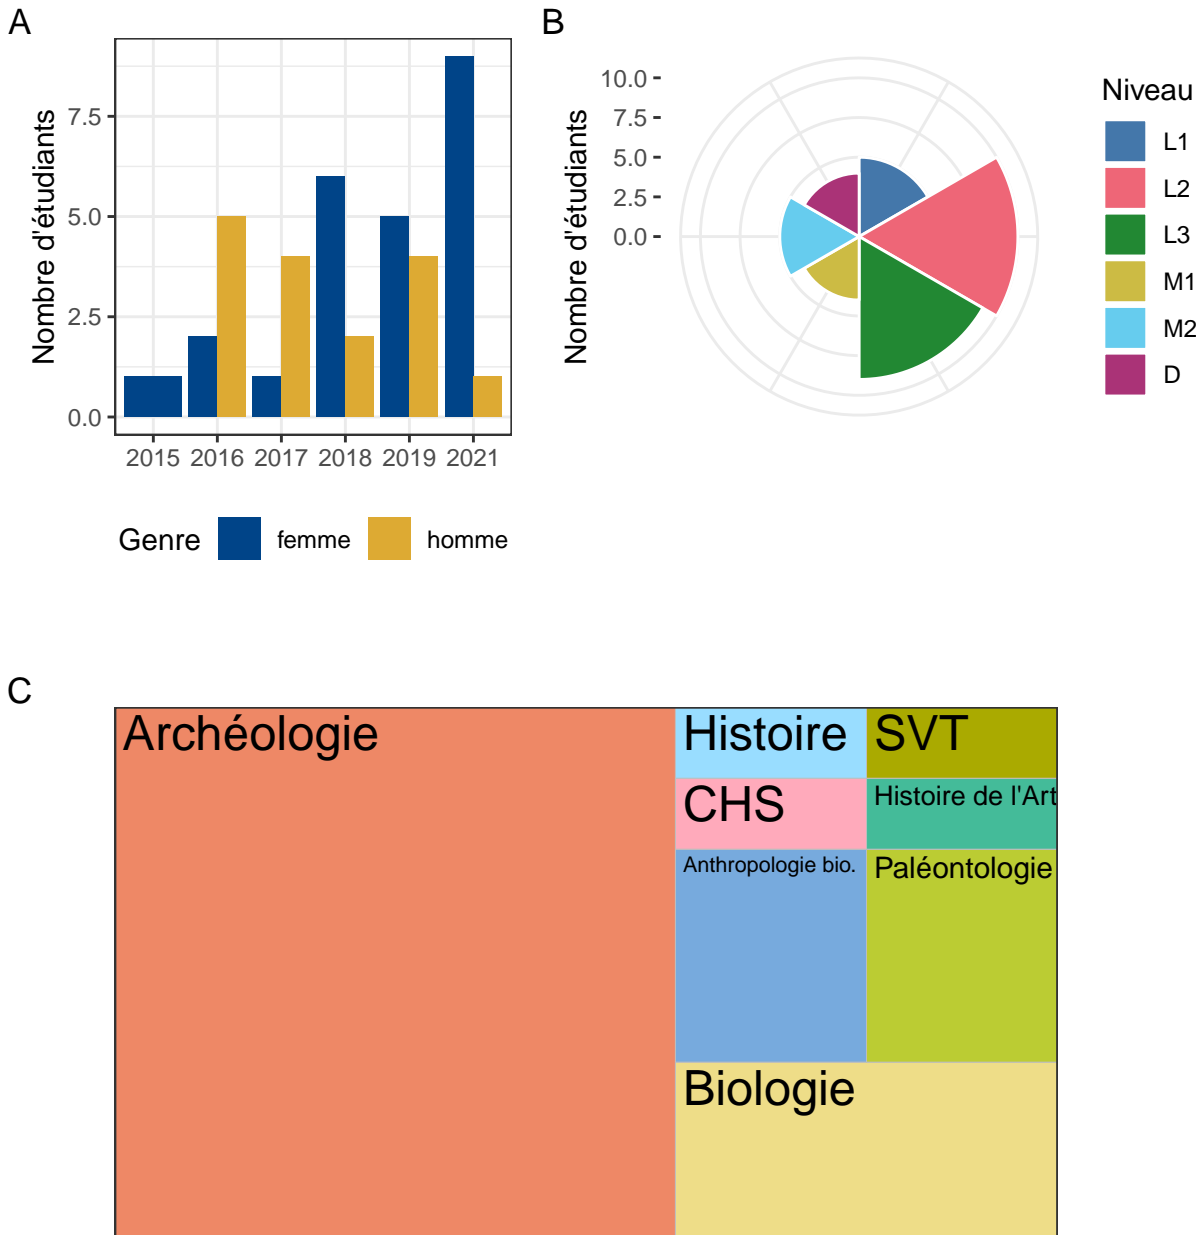 A
Nombre d'étudiants
7.5
5.0
2.5
0.0
2015 2016 2017 2018 2019 2021
Genre femme homme
B
Nombre d'étudiants
10.0
7.5
5.0
2.5
0.0
Niveau
L1
L2
L3
M1
M2
D
C
Archéologie
Histoire
SVT
CHS
Histoire de l'Art
Anthropologie bio.
Paléontologie
Biologie